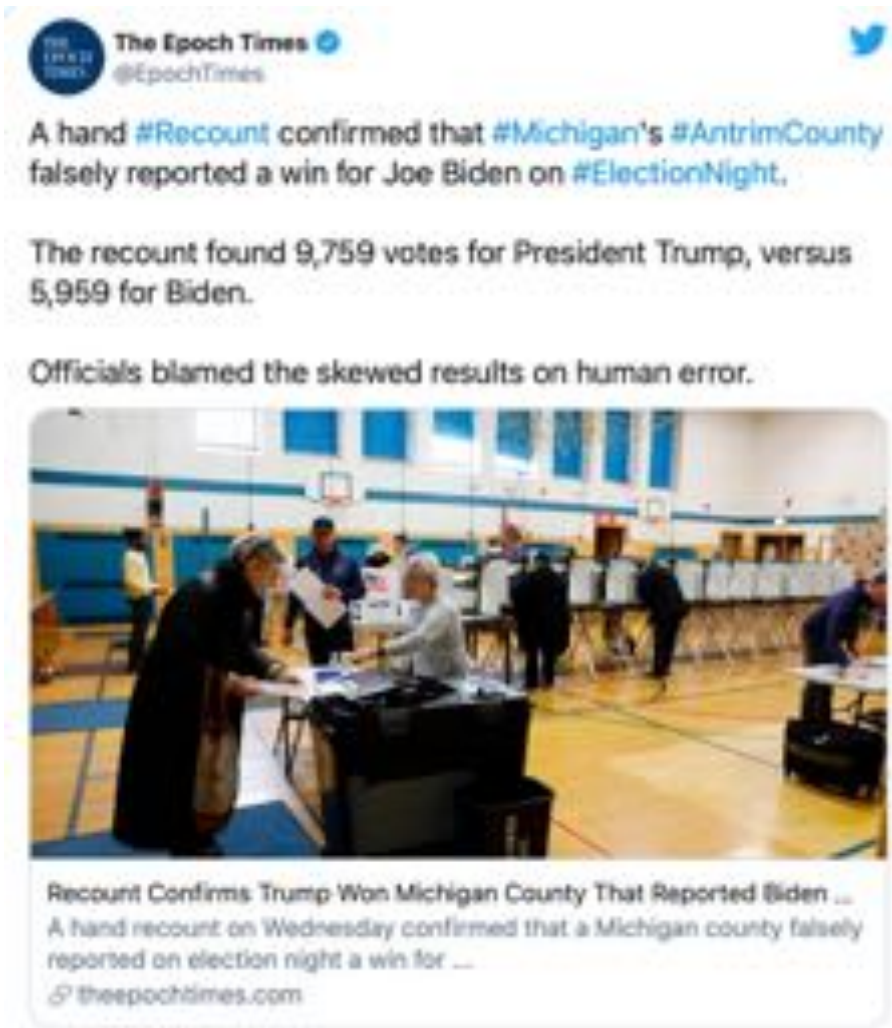 THE
EPOCH
TIMES
The Epoch Times
@EpochTimes
A hand #Recount confirmed that #Michigan's #AntrimCounty
falsely reported a win for Joe Biden on #ElectionNight.
The recount found 9,759 votes for President Trump, versus
5,959 for Biden.
Officials blamed the skewed results on human error.
Recount Confirms Trump Won Michigan County That Reported Biden ...
A hand recount on Wednesday confirmed that a Michigan county falsely
reported on election night a win for ...
theepochtimes.com